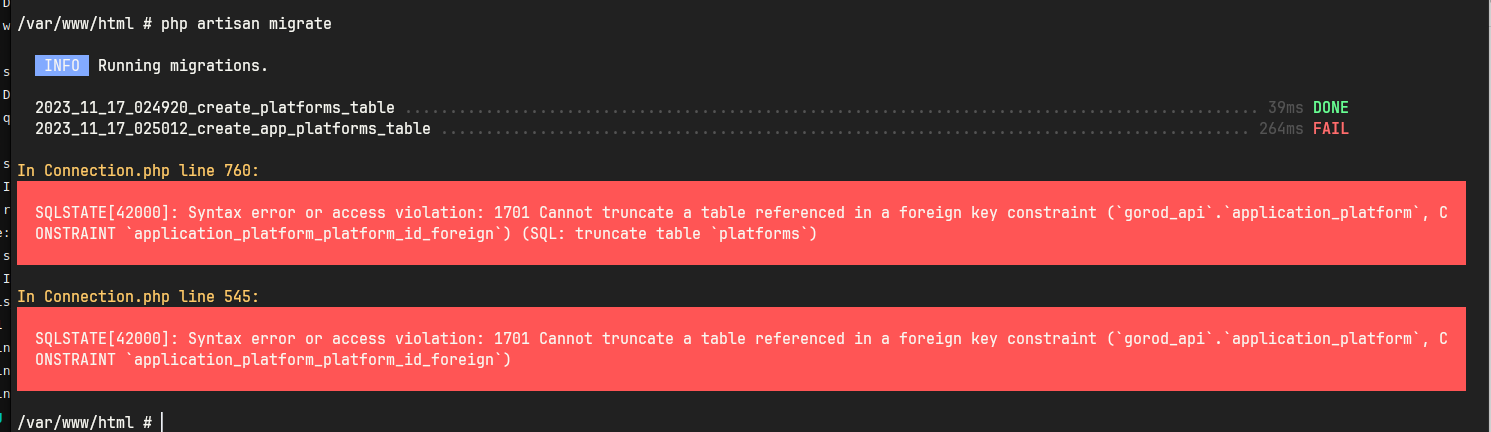 /var/www/html # php artisan migrate
INFO Running migrations.
2023_11_17_024920_create_platforms_table ............................................................................................... 39ms DONE
2023_11_17_025012_create_app_platforms_table .......................................................................................... 264ms FAIL
In Connection.php line 760:
SQLSTATE[42000]: Syntax error or access violation: 1701 Cannot truncate a table referenced in a foreign key constraint (`gorod_api`.`application_platform`, C
ONSTRAINT `application_platform_platform_id_foreign`) (SQL: truncate table `platforms`)
In Connection.php line 545:
SQLSTATE[42000]: Syntax error or access violation: 1701 Cannot truncate a table referenced in a foreign key constraint (`gorod_api`.`application_platform`, C
ONSTRAINT `application_platform_platform_id_foreign`)
/var/www/html #